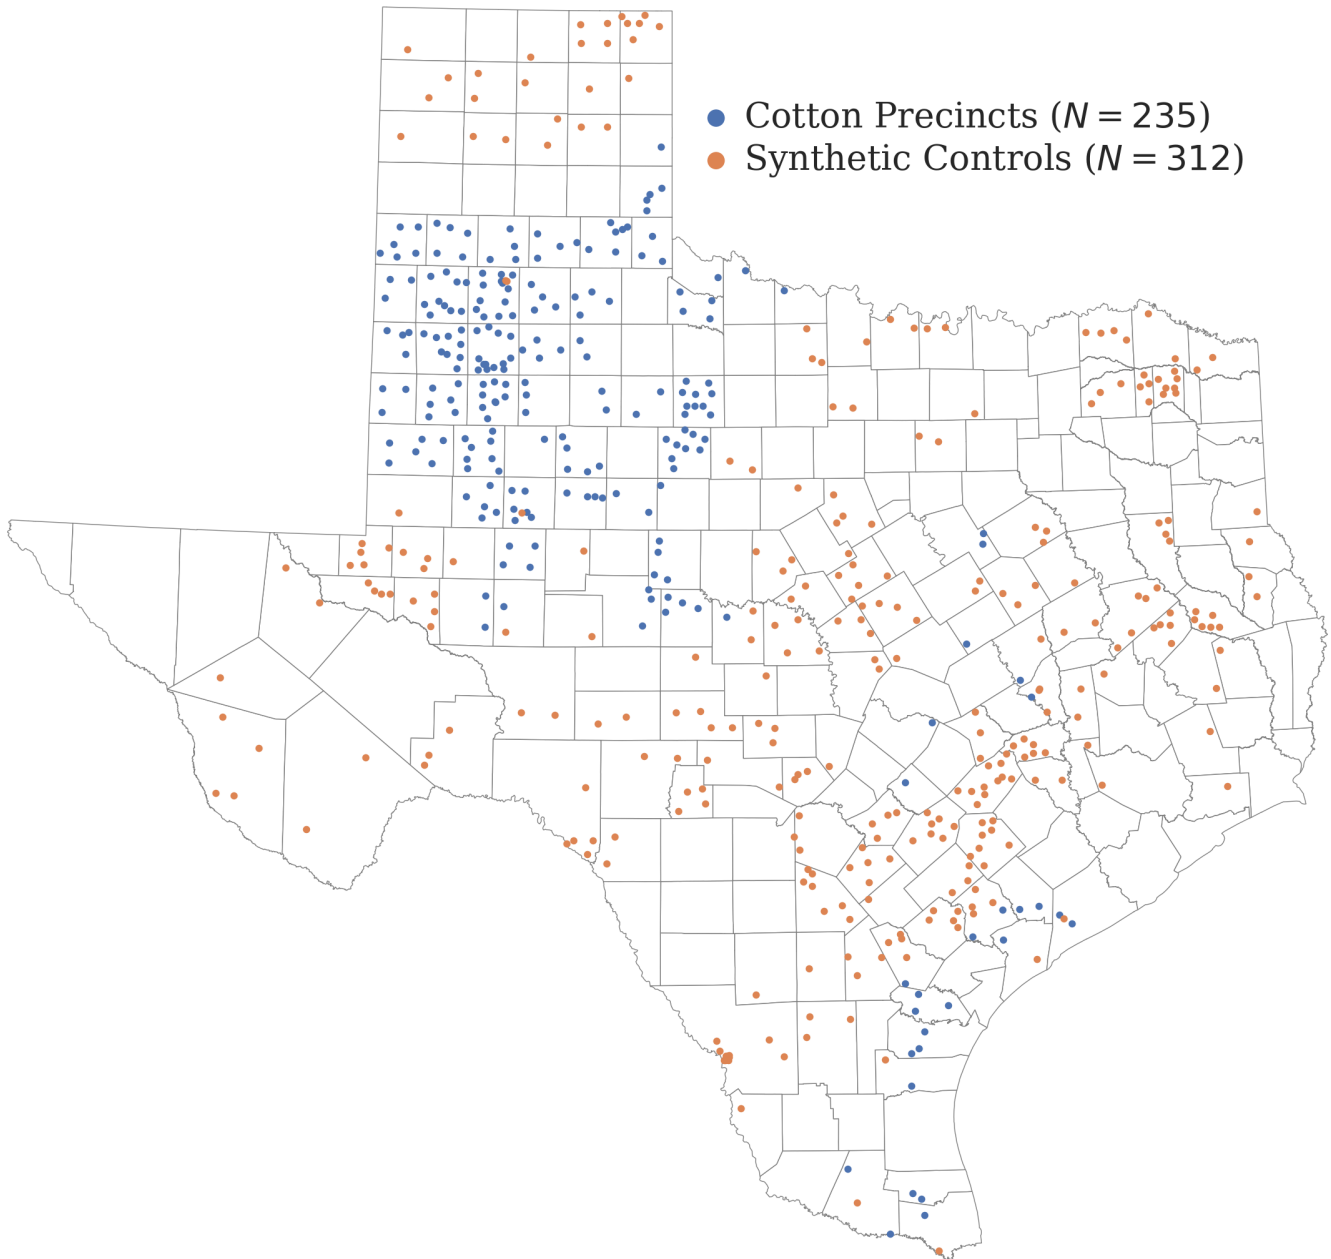 Cotton Precincts (N = 235)
Synthetic Controls (N = 312)